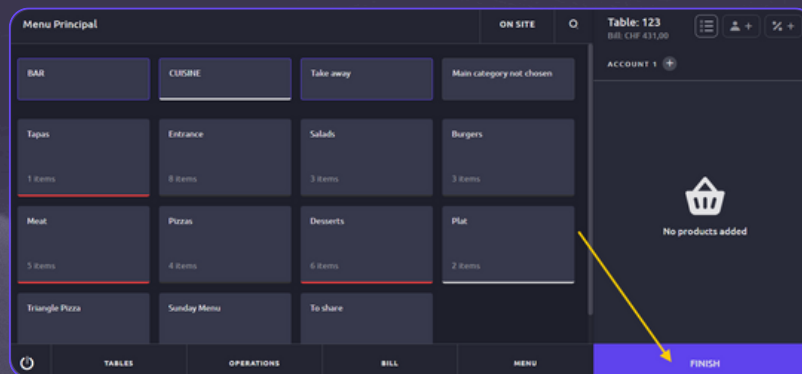 Menu Principal
ON SITE
Table: 123
Bill: CHF 431,00
ACCOUNT 1
BAR
CUISINE
Take away
Main category not chosen
Tapas
1 items
Entrance
8 items
Salads
3 items
Burgers
3 items
Meat
5 items
Pizzas
4 items
Desserts
6 items
Plat
2 items
Triangle Pizza
Sunday Menu
To share
No products added
TABLES
OPERATIONS
BILL
MENU
FINISH